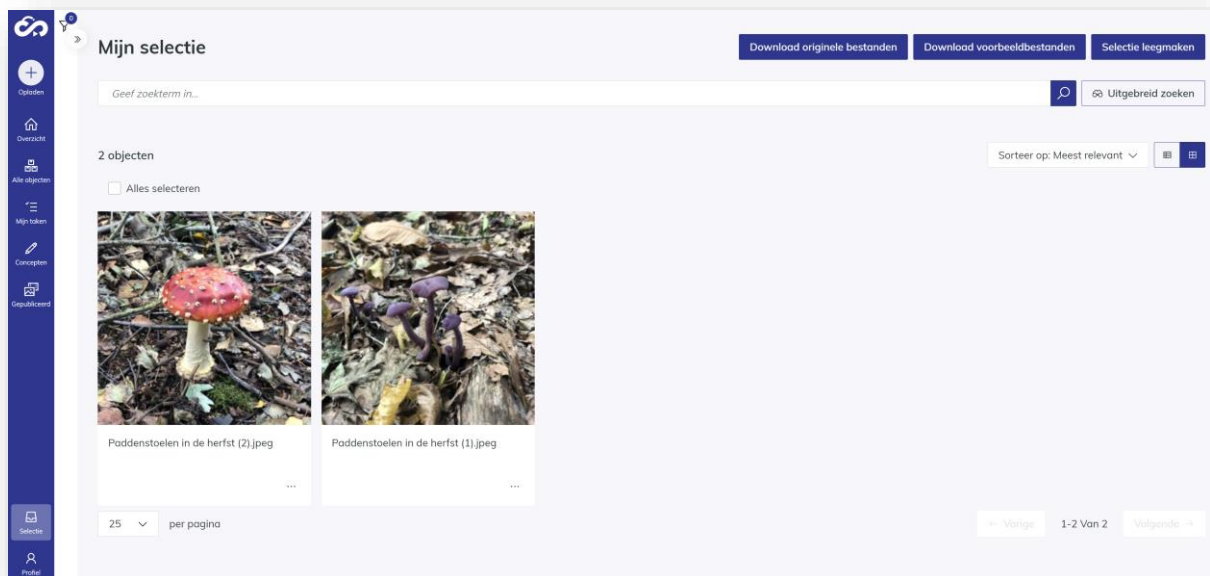 0
Opladen
Overzicht
Alle objecten
Mijn taken
Concepten
Gepubliceerd
Selectie
Profiel
Mijn selectie
Download originele bestanden
Download voorbeeldbestanden
Selectie leegmaken
Geef zoekterm in...
Uitgebreid zoeken
2 objecten
Sorteer op: Meest relevant
Alles selecteren
Paddenstoelen in de herfst (2).jpeg
...
Paddenstoelen in de herfst (1).jpeg
...
25 per pagina
← Vorige 1-2 Van 2 Volgende →